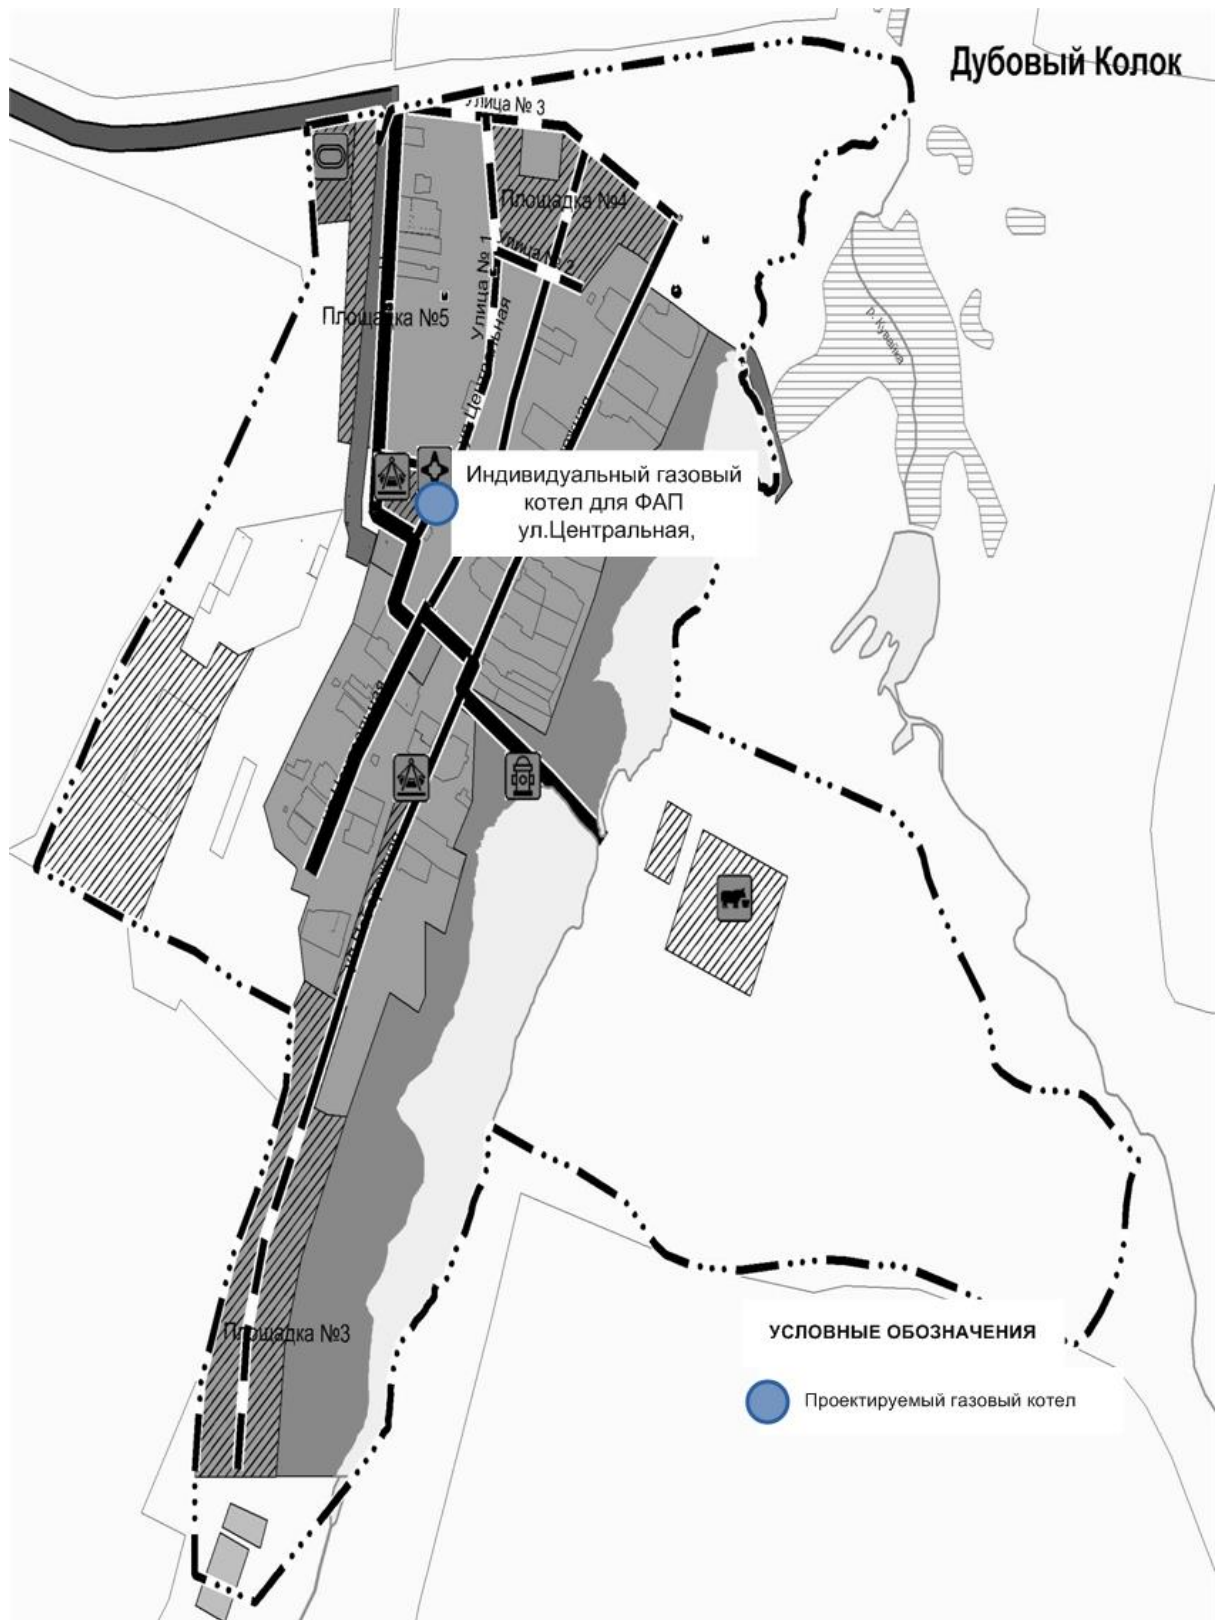 Дубовый Колок
Улица № 3
Площадка №4
Улица № 2
Улица № 1
Площадка №5
р. Кувайка
Индивидуальный газовый
котел для ФАП
ул.Центральная,
Площадка №3
УСЛОВНЫЕ ОБОЗНАЧЕНИЯ
Проектируемый газовый котел